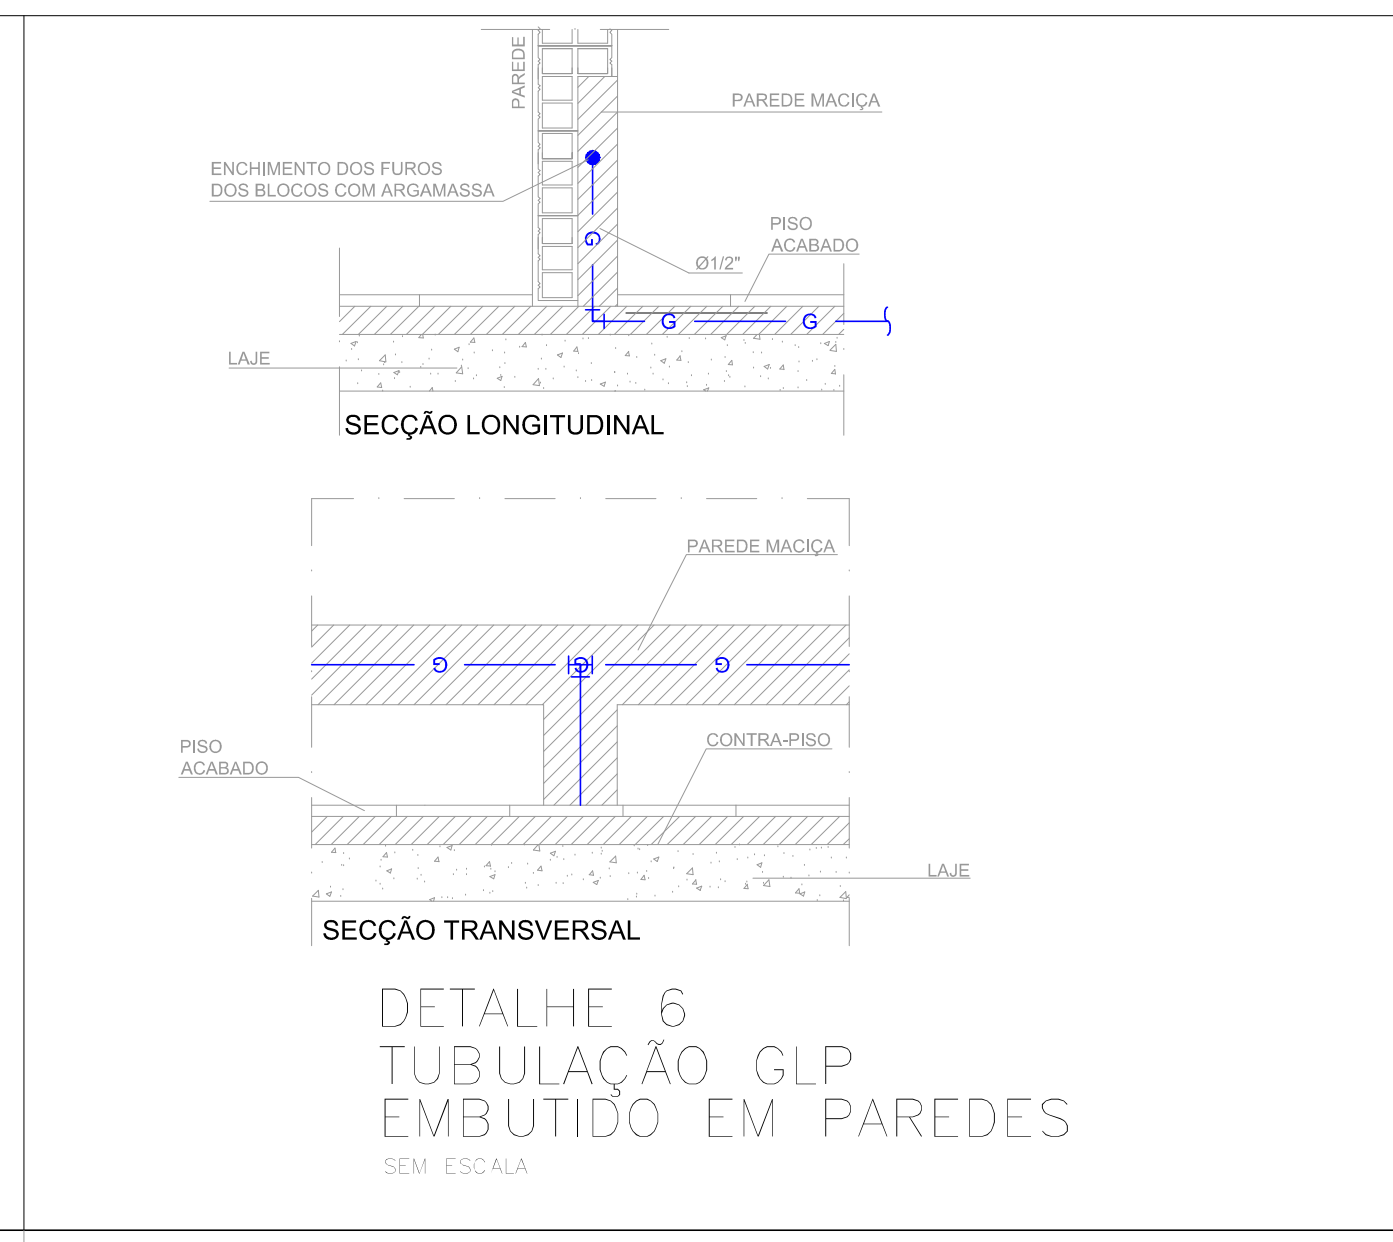 PAREDE
PAREDE MACIÇA
ENCHIMENTO DOS FUROS
DOS BLOCOS COM ARGAMASSA
PISO
ACABADO
G
Ø1/2"
G
G
LAJE
SECÇÃO LONGITUDINAL
PAREDE MACIÇA
G
G
G
PISO
ACABADO
CONTRA-PISO
LAJE
SECÇÃO TRANSVERSAL
DETALHE 6
TUBULAÇÃO GLP
EMBUTIDO EM PAREDES
SEM ESCALA